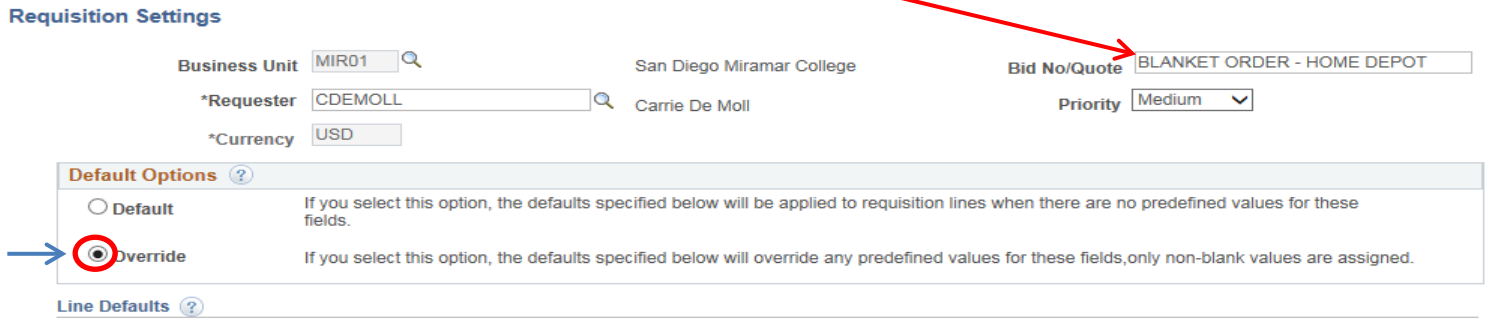 Requisition Settings
Business Unit MIR01 San Diego Miramar College Bid No/Quote BLANKET ORDER - HOME DEPOT
*Requester CDEMOLL Carrie De Moll Priority Medium
*Currency USD
Default Options ?
Default If you select this option, the defaults specified below will be applied to requisition lines when there are no predefined values for these
fields.
Override If you select this option, the defaults specified below will override any predefined values for these fields,only non-blank values are assigned.
Line Defaults ?